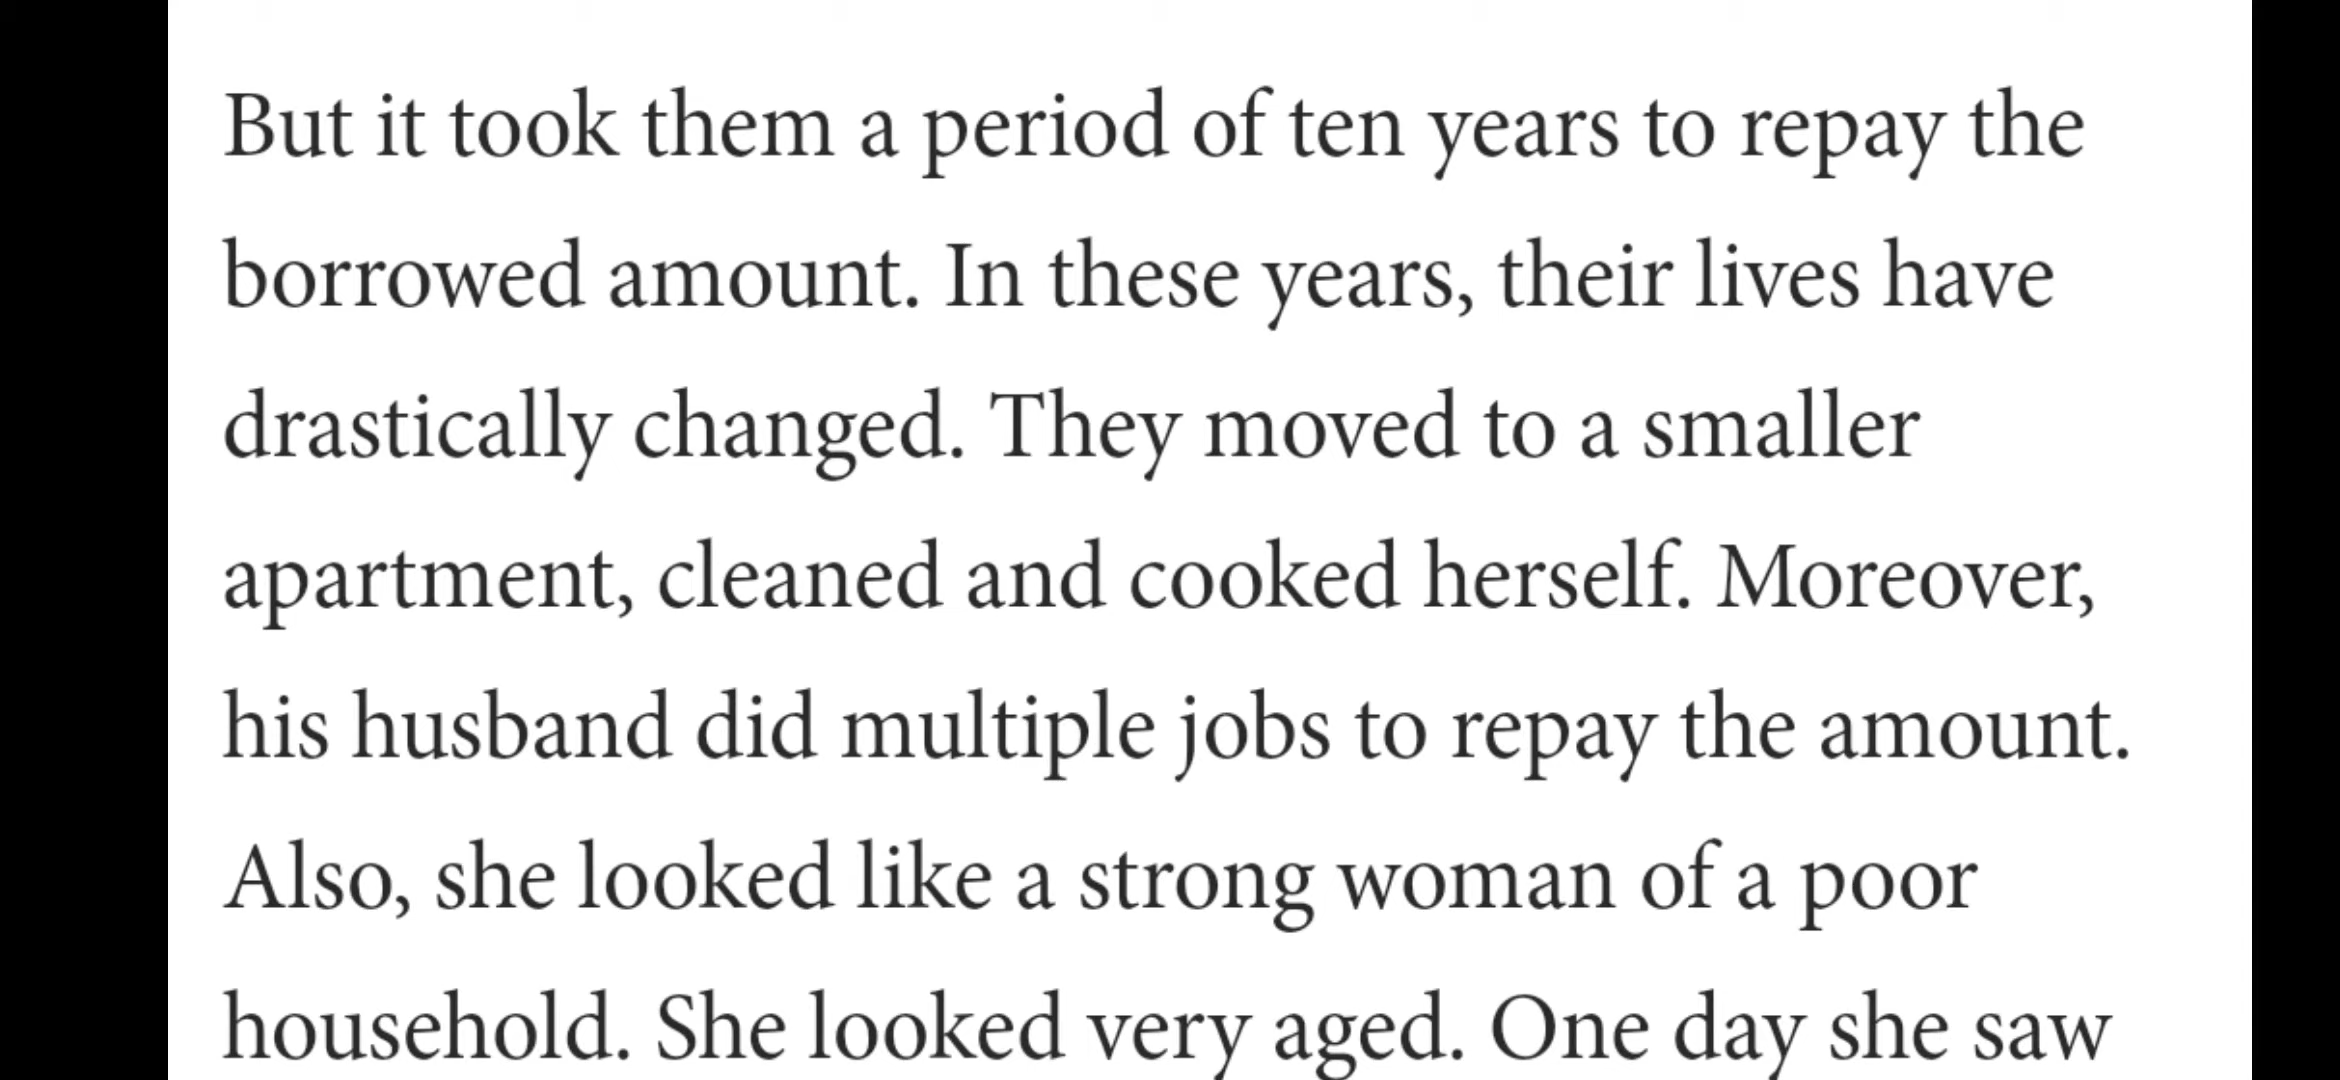 But it took them a period of ten years to repay the
borrowed amount. In these years, their lives have
drastically changed. They moved to a smaller
apartment, cleaned and cooked herself. Moreover,
his husband did multiple jobs to repay the amount.
Also, she looked like a strong woman of a poor
household. She looked very aged. One day she saw